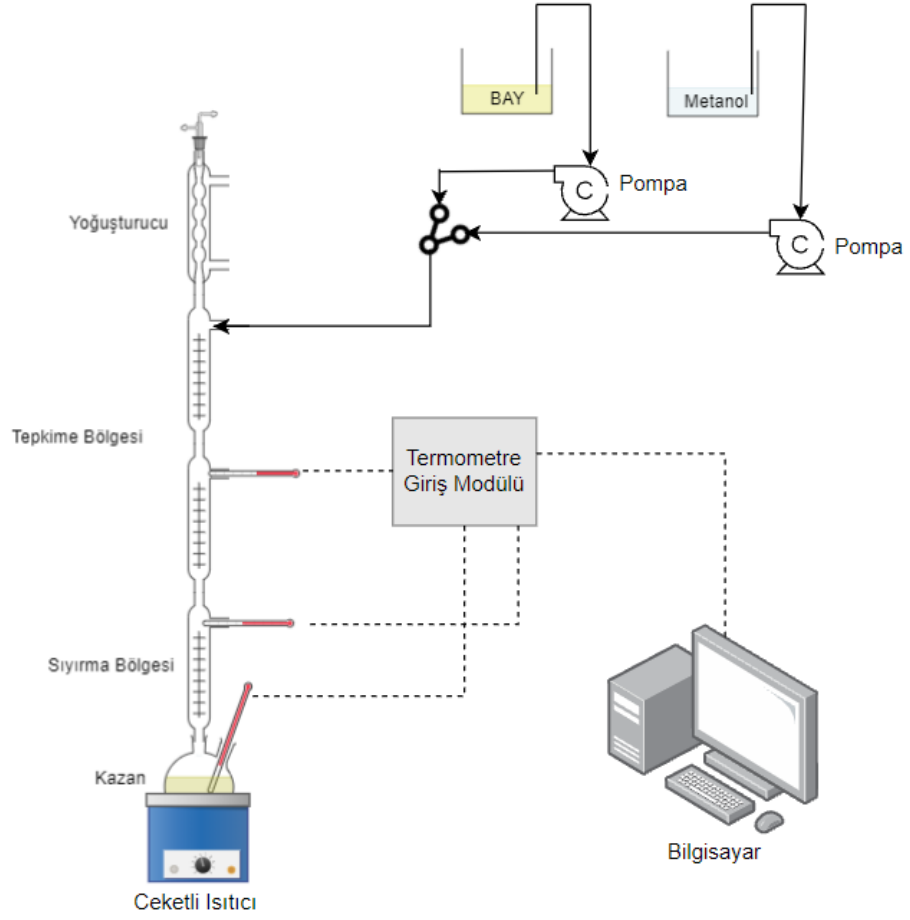 BAY
Metanol
Pompa
Yoğuşturucu
Pompa
Tepkime Bölgesi
Termometre
Giriş Modülü
Sıyırma Bölgesi
Kazan
Bilgisayar
Ceketli Isıtıcı
C
C